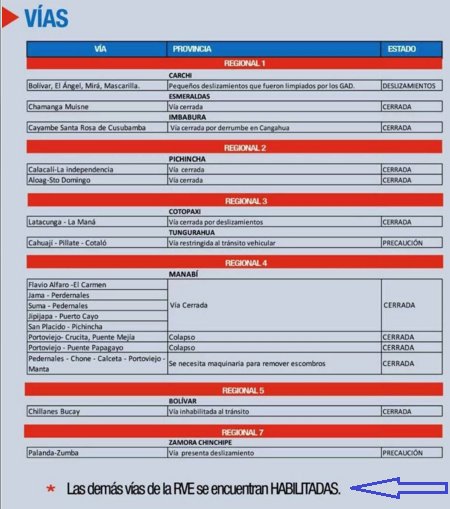 VÍAS
VÍA PROVINCIA ESTADO
REGIONAL 1
CARCHI
Bolívar, El Ángel, Mirá, Mascarilla. Pequeños deslizamientos que fueron limpiados por los GAD. DESLIZAMIENTOS
ESMERALDAS
Chamanga Muisne Vía cerrada CERRADA
IMBABURA
Cayambe Santa Rosa de Cusubamba Vía cerrada por derrumbe en Cangahua CERRADA
REGIONAL 2
PICHINCHA
Calacalí-La independencia Vía cerrada CERRADA
Aloag-Sto Domingo Vía cerrada CERRADA
REGIONAL 3
COTOPAXI
Latacunga - La Maná Vía cerrada por deslizamientos CERRADA
TUNGURAHUA
Cahuají - Pillate - Cotaló Vía restringida al tránsito vehicular PRECAUCIÓN
REGIONAL 4
MANABÍ
Flavio Alfaro -El Carmen
Jama - Perdernales
Suma - Pedernales Vía Cerrada CERRADA
Jipijapa - Puerto Cayo
San Placido - Pichincha
Portoviejo- Crucita, Puente Mejía Colapso CERRADA
Portoviejo - Puente Papagayo Colapso CERRADA
Pedernales - Chone - Calceta - Portoviejo - Se necesita maquinaria para remover escombros CERRADA
Manta
REGIONAL 5
BOLÍVAR
Chillanes Bucay Vía inhabilitada al tránsito CERRADA
REGIONAL 7
ZAMORA CHINCHIPE
Palanda-Zumba Vía presenta deslizamiento PRECAUCIÓN
* Las demás vías de la RVE se encuentran HABILITADAS.